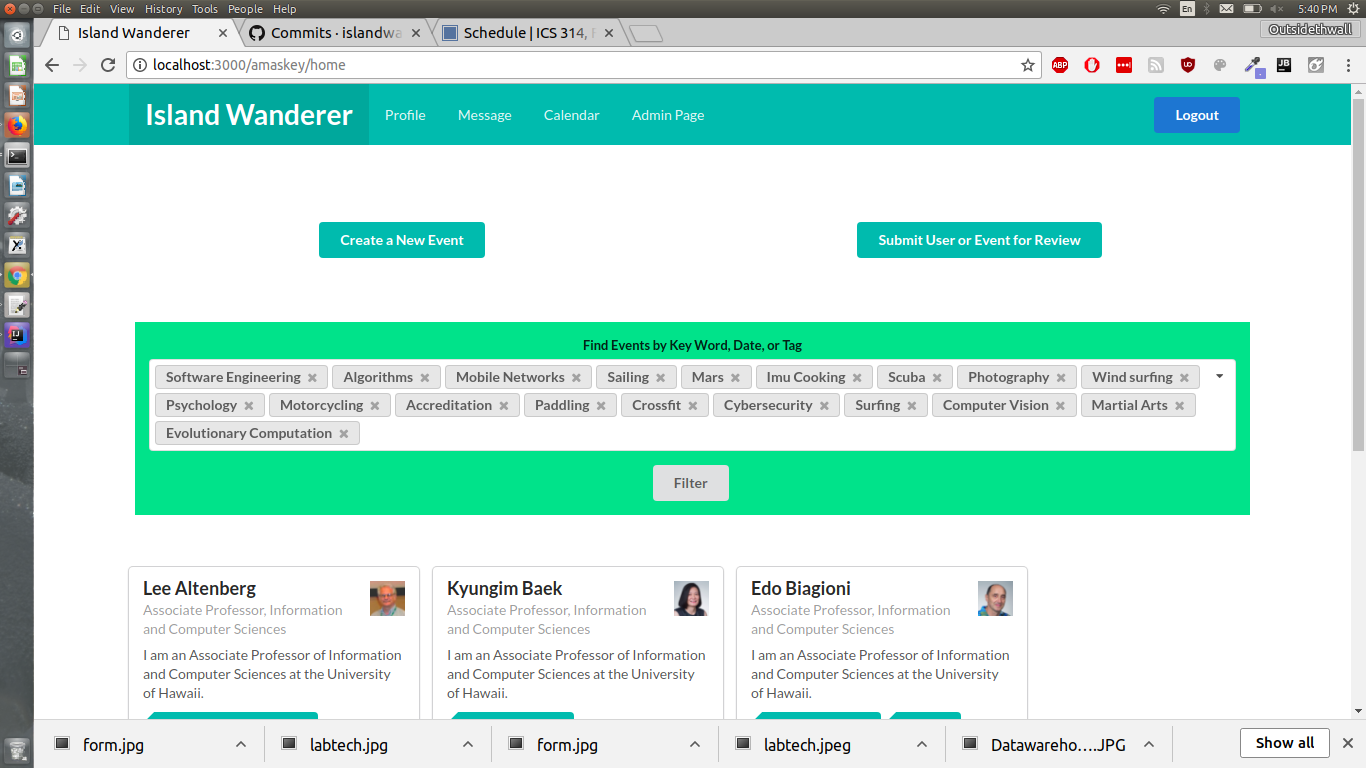 File Edit View History Tools People Help
En
5:40 PM
Island Wanderer
Commits · islandwa
Schedule | ICS 314, F
Outsidethwall
localhost:3000/amaskey/home
ABP
JB
Island Wanderer Profile Message Calendar Admin Page Logout
Create a New Event Submit User or Event for Review
Find Events by Key Word, Date, or Tag
Software Engineering Algorithms Mobile Networks Sailing Mars Imu Cooking Scuba Photography Wind surfing
Psychology Motorcycling Accreditation Paddling Crossfit Cybersecurity Surfing Computer Vision Martial Arts
Evolutionary Computation
Filter
Lee Altenberg
Associate Professor, Information
and Computer Sciences
I am an Associate Professor of Information
and Computer Sciences at the University
of Hawaii.
Kyungim Baek
Associate Professor, Information
and Computer Sciences
I am an Associate Professor of Information
and Computer Sciences at the University
of Hawaii.
Edo Biagioni
Associate Professor, Information
and Computer Sciences
I am an Associate Professor of Information
and Computer Sciences at the University
of Hawaii.
form.jpg labtech.jpg form.jpg labtech.jpeg Datawareho....JPG Show all